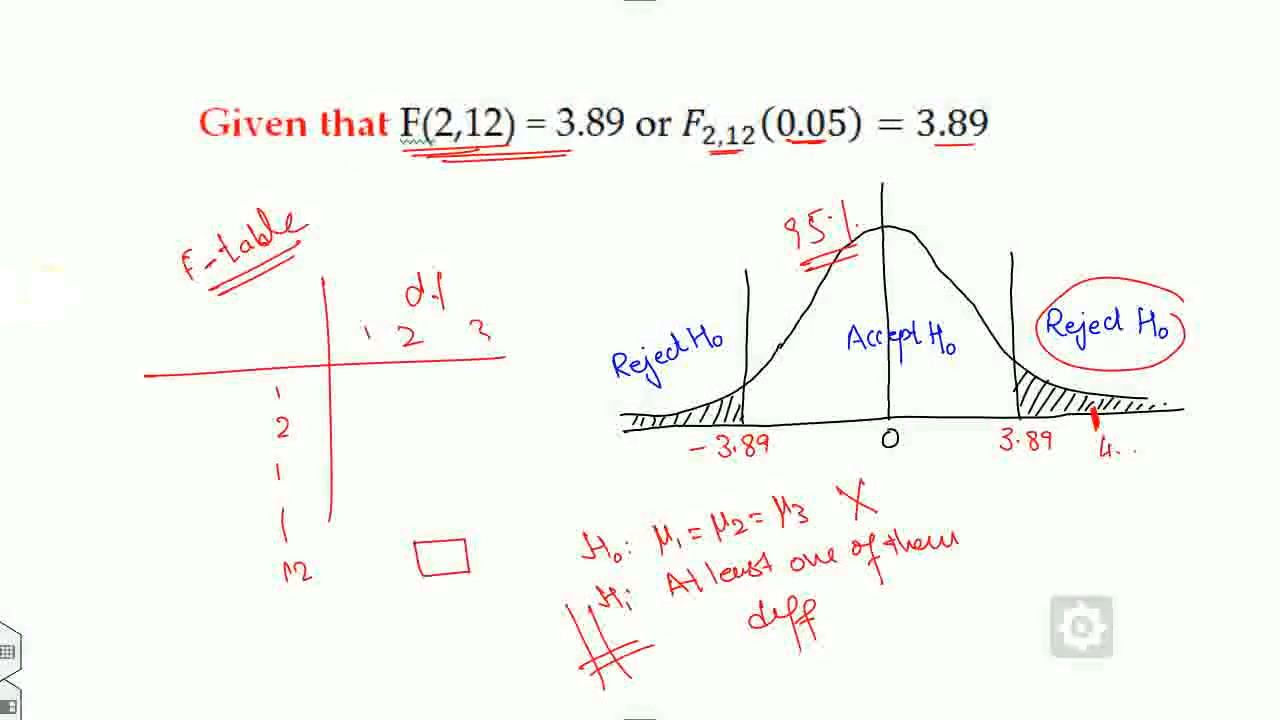 Given that F(2,12) = 3.89 or F₂,₁₂(0.05) = 3.89
F-table
d.f
1 2 3
1
2
12
95%
Reject H₀
Accept H₀
Reject H₀
-3.89
0
3.89
4..
H₀: μ₁ = μ₂ = μ₃ X
H₁: At least one of them
diff